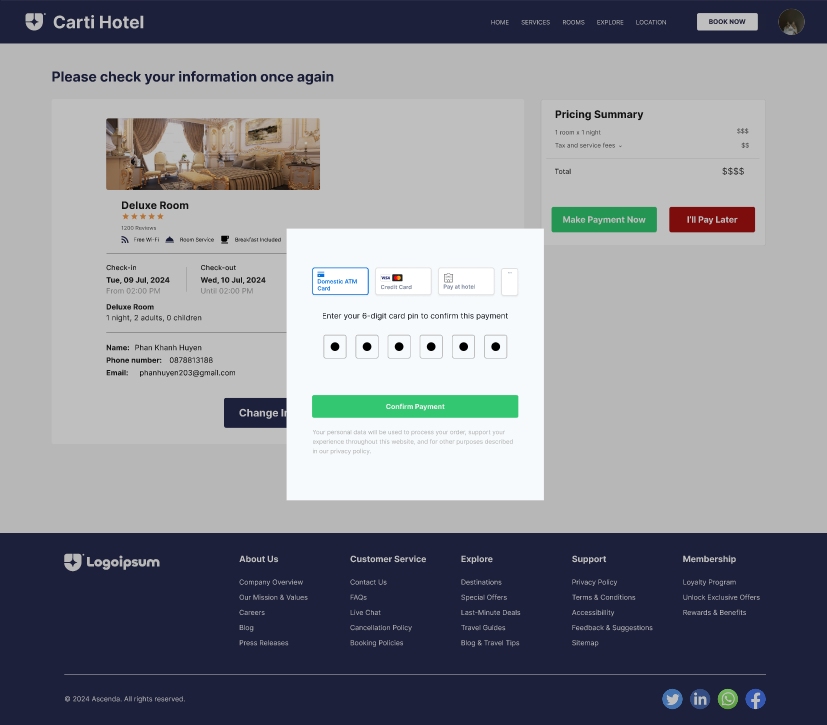 Carti Hotel
HOME SERVICES ROOMS EXPLORE LOCATION BOOK NOW
Please check your information once again
Deluxe Room
1200 Reviews
Free Wi-Fi Room Service Breakfast Included
Check-in Check-out
Tue, 09 Jul, 2024 Wed, 10 Jul, 2024
From 02:00 PM Until 02:00 PM
Deluxe Room
1 night, 2 adults, 0 children
Name: Phan Khanh Huyen
Phone number: 0878813188
Email: phanhuyen203@gmail.com
Change In
Pricing Summary
1 room x 1 night $$$
Tax and service fees $$
Total $$$$
Make Payment Now I'll Pay Later
Domestic ATM
Card
VISA
Credit Card
Pay at hotel
...
Enter your 6-digit card pin to confirm this payment
Confirm Payment
Your personal data will be used to process your order, support your
experience throughout this website, and for other purposes described
in our privacy policy.
Logoipsum
About Us Customer Service Explore Support Membership
Company Overview Contact Us Destinations Privacy Policy Loyalty Program
Our Mission & Values FAQs Special Offers Terms & Conditions Unlock Exclusive Offers
Careers Live Chat Last-Minute Deals Accessibility Rewards & Benefits
Blog Cancellation Policy Travel Guides Feedback & Suggestions
Press Releases Booking Policies Blog & Travel Tips Sitemap
© 2024 Ascenda. All rights reserved.